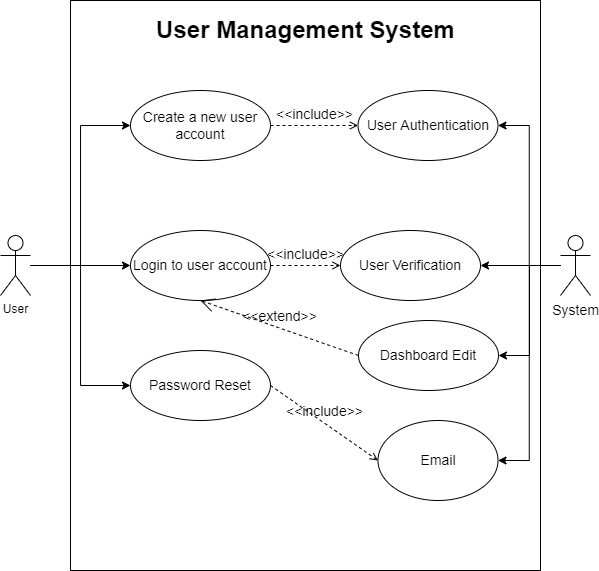 User Management System
Create a new user
account
<<include>>
User Authentication
Login to user account
<<include>>
User Verification
User
System
<<extend>>
Dashboard Edit
Password Reset
<<include>>
Email